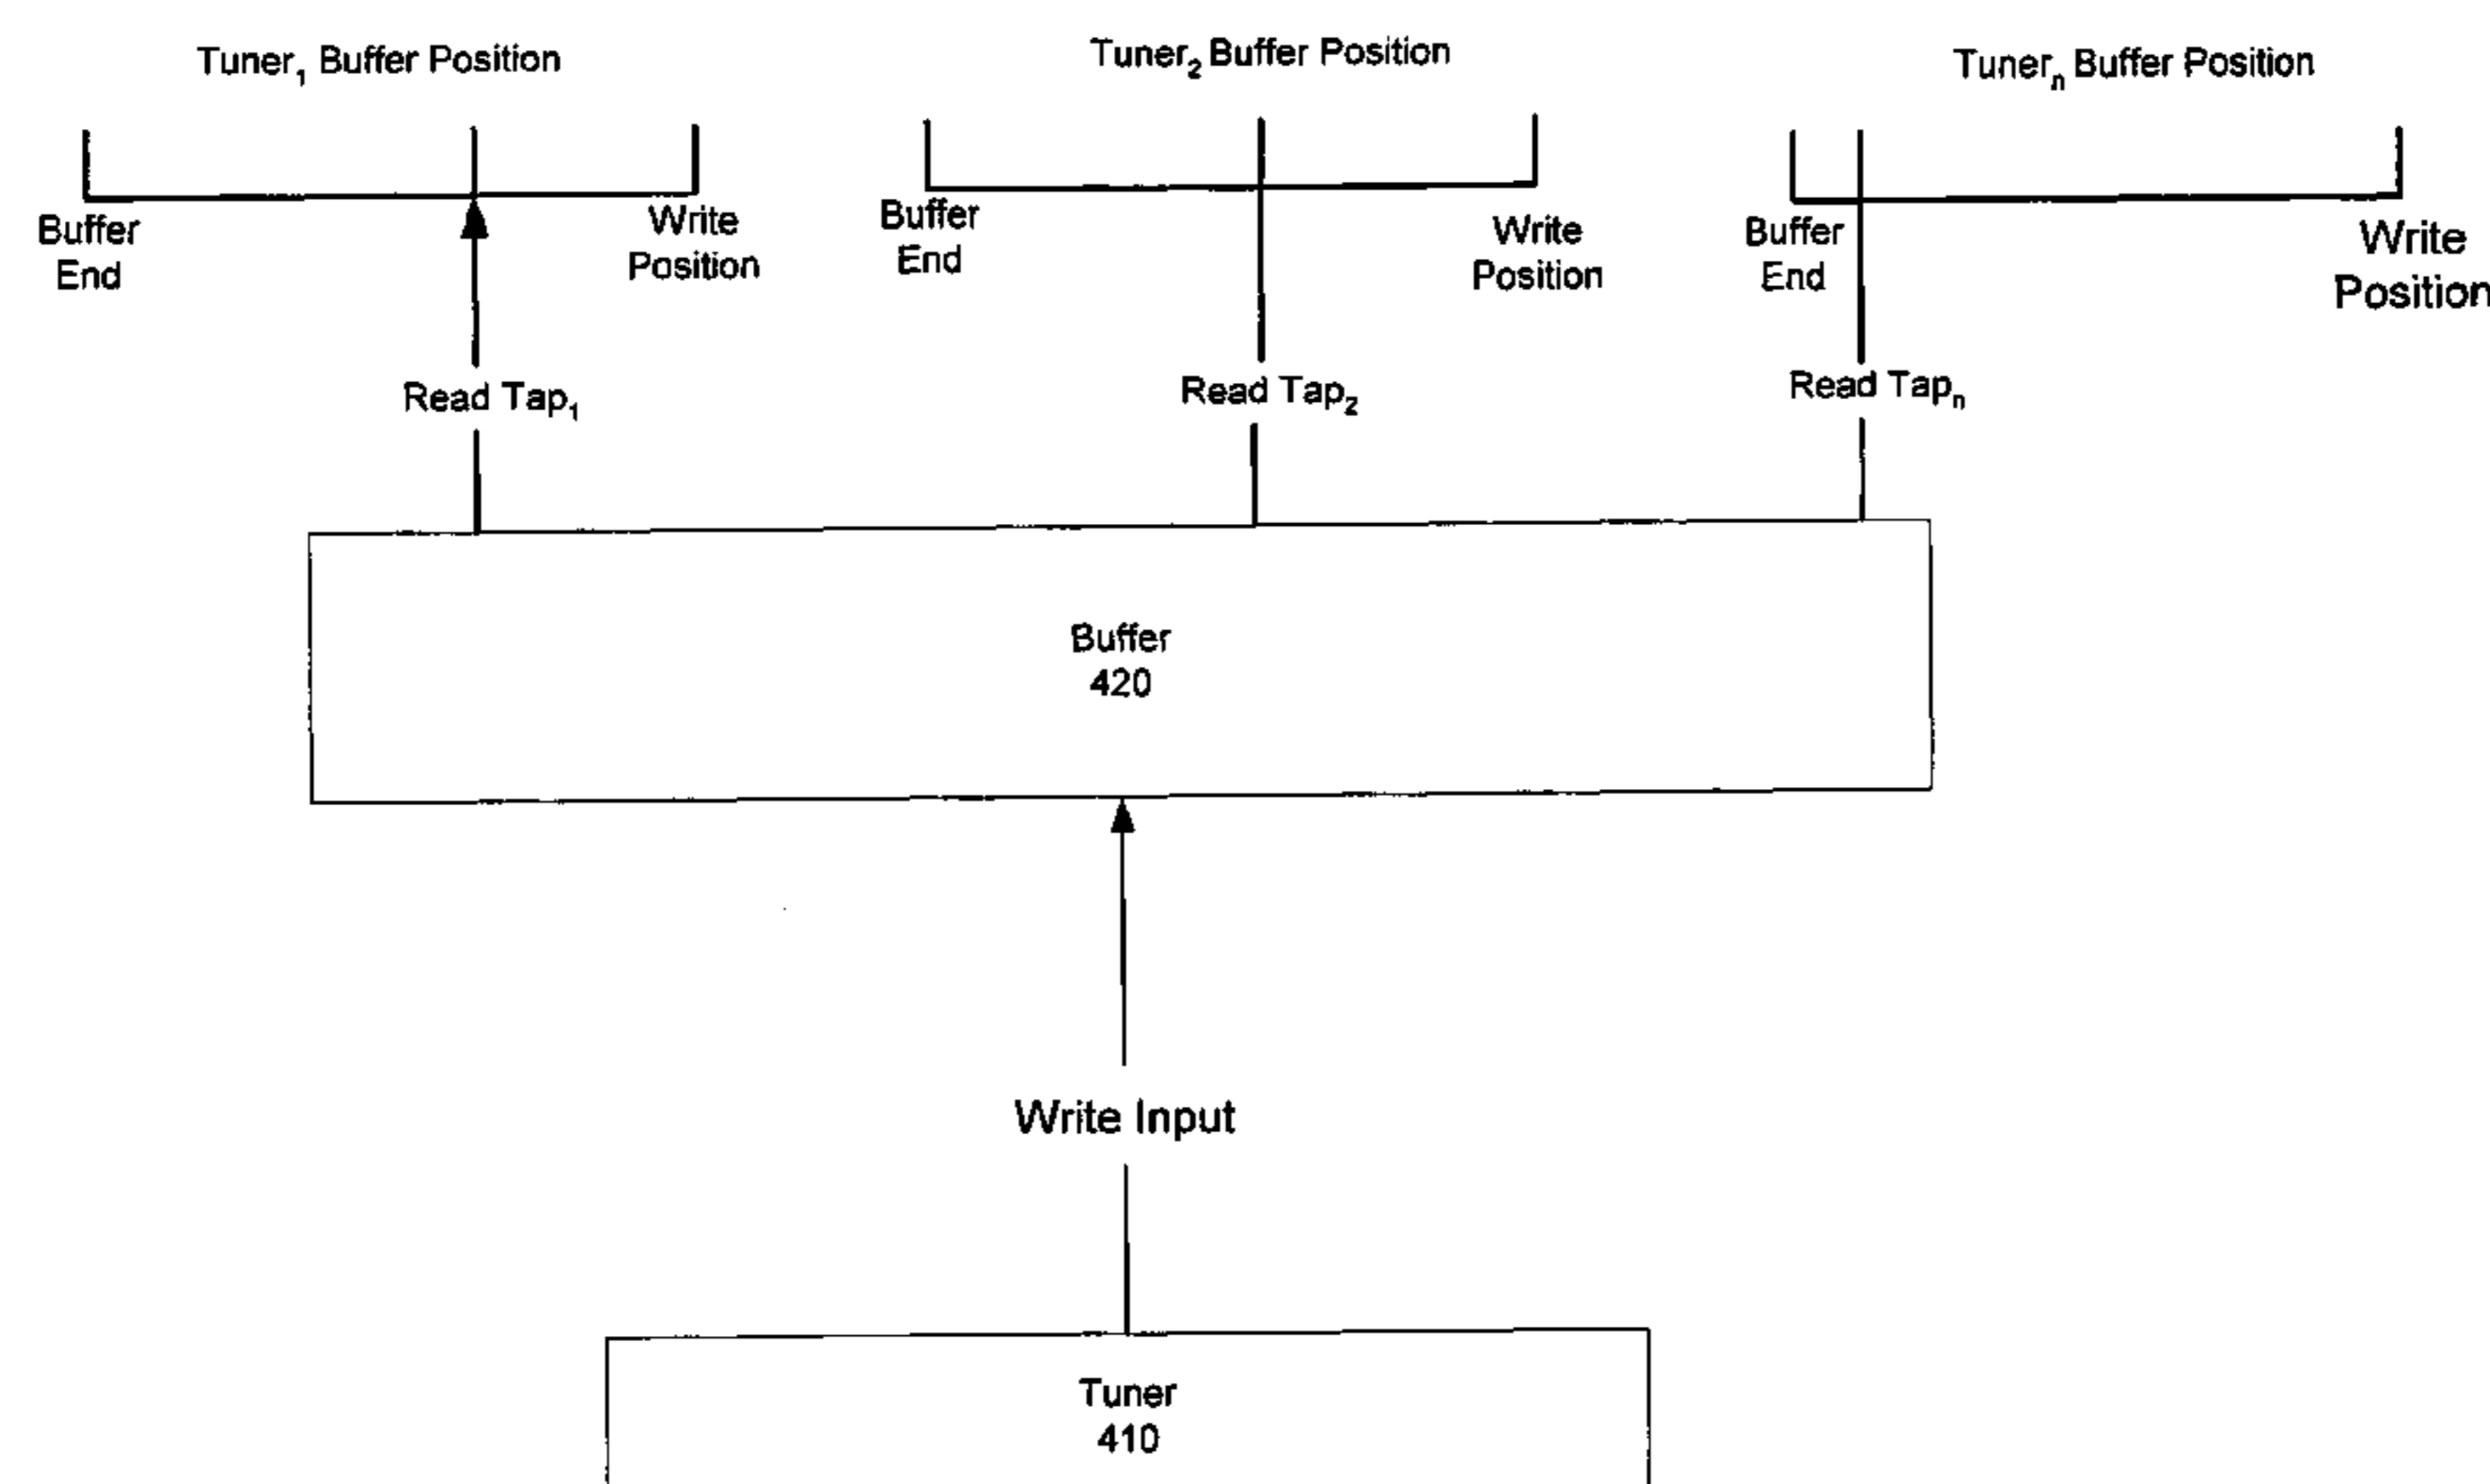 Tuner₁ Buffer Position
Tuner₂ Buffer Position
Tunerₙ Buffer Position
Buffer
End
Write
Position
Buffer
End
Write
Position
Buffer
End
Write
Position
Read Tap₁
Read Tap₂
Read Tapₙ
Buffer
420
Write Input
Tuner
410